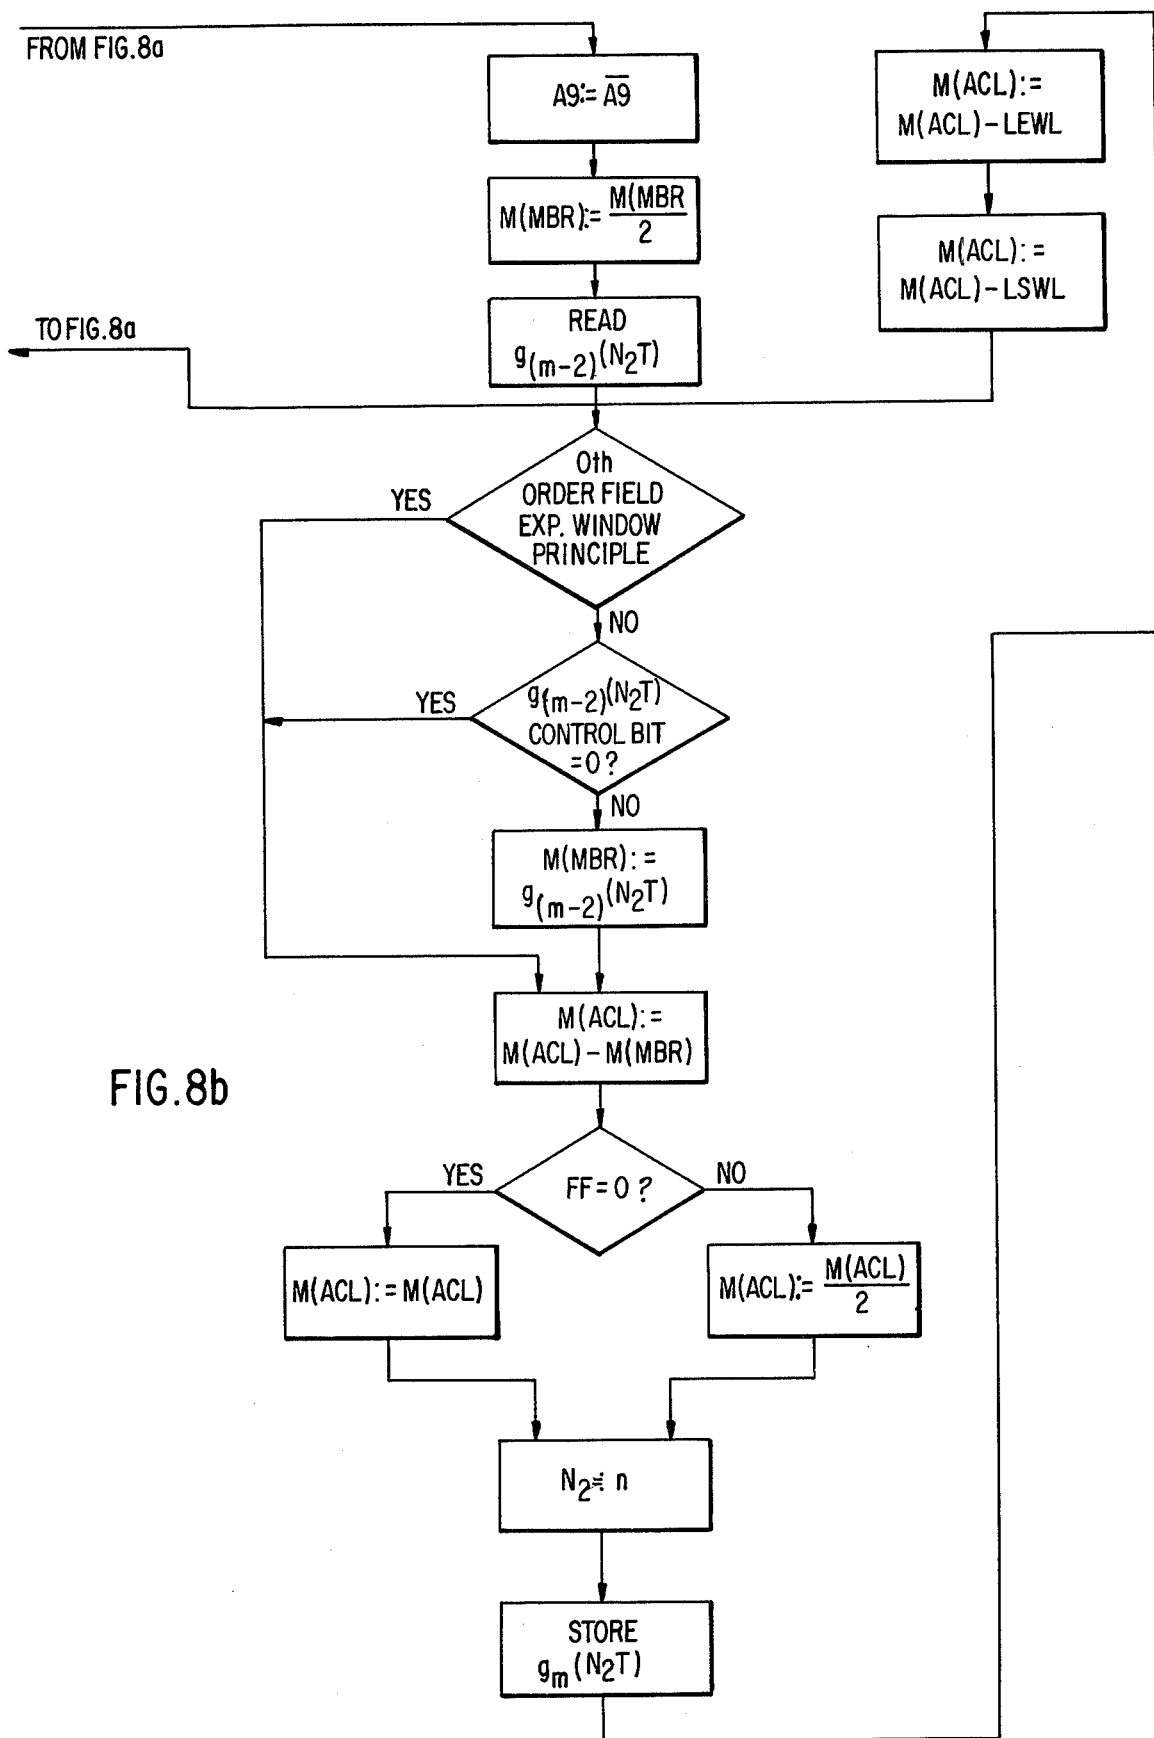 FROM FIG.8a
A9:= A9
M(MBR):= M(MBR
2
READ
g(m-2)(N2T)
M(ACL):=
M(ACL)-LEWL
M(ACL):=
M(ACL)-LSWL
TO FIG.8a
0th
ORDER FIELD
EXP. WINDOW
PRINCIPLE
YES
NO
g(m-2)(N2T)
CONTROL BIT
=0?
YES
NO
M(MBR):=
g(m-2)(N2T)
M(ACL):=
M(ACL)-M(MBR)
FIG.8b
FF=0?
YES
NO
M(ACL):=M(ACL)
M(ACL):= M(ACL)
2
N2:= n
STORE
gm(N2T)